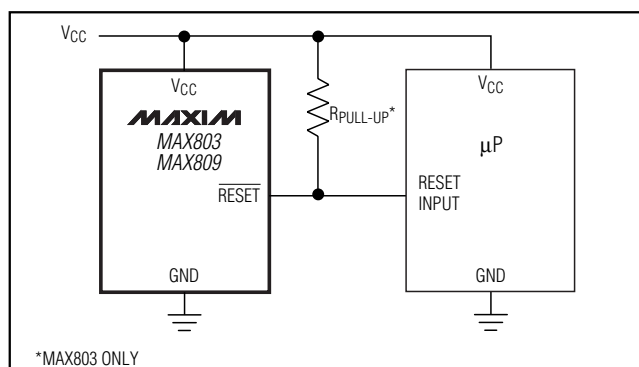 VCC
VCC
MAXIM
MAX803
MAX809
RESET
GND
RPULL-UP*
VCC
μP
RESET
INPUT
GND
*MAX803 ONLY